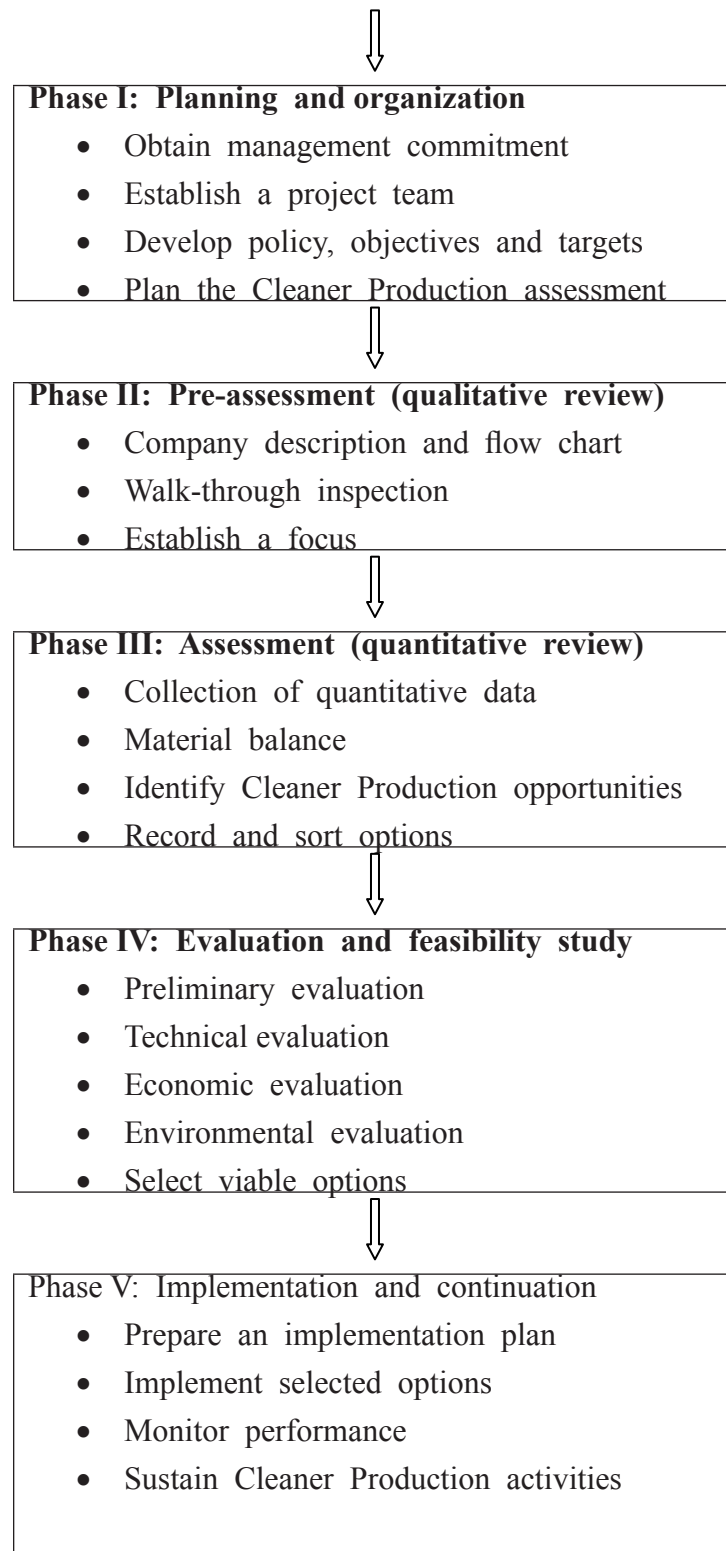 Phase I: Planning and organization
• Obtain management commitment
• Establish a project team
• Develop policy, objectives and targets
• Plan the Cleaner Production assessment
Phase II: Pre-assessment (qualitative review)
• Company description and flow chart
• Walk-through inspection
• Establish a focus
Phase III: Assessment (quantitative review)
• Collection of quantitative data
• Material balance
• Identify Cleaner Production opportunities
• Record and sort options
Phase IV: Evaluation and feasibility study
• Preliminary evaluation
• Technical evaluation
• Economic evaluation
• Environmental evaluation
• Select viable options
Phase V: Implementation and continuation
• Prepare an implementation plan
• Implement selected options
• Monitor performance
• Sustain Cleaner Production activities